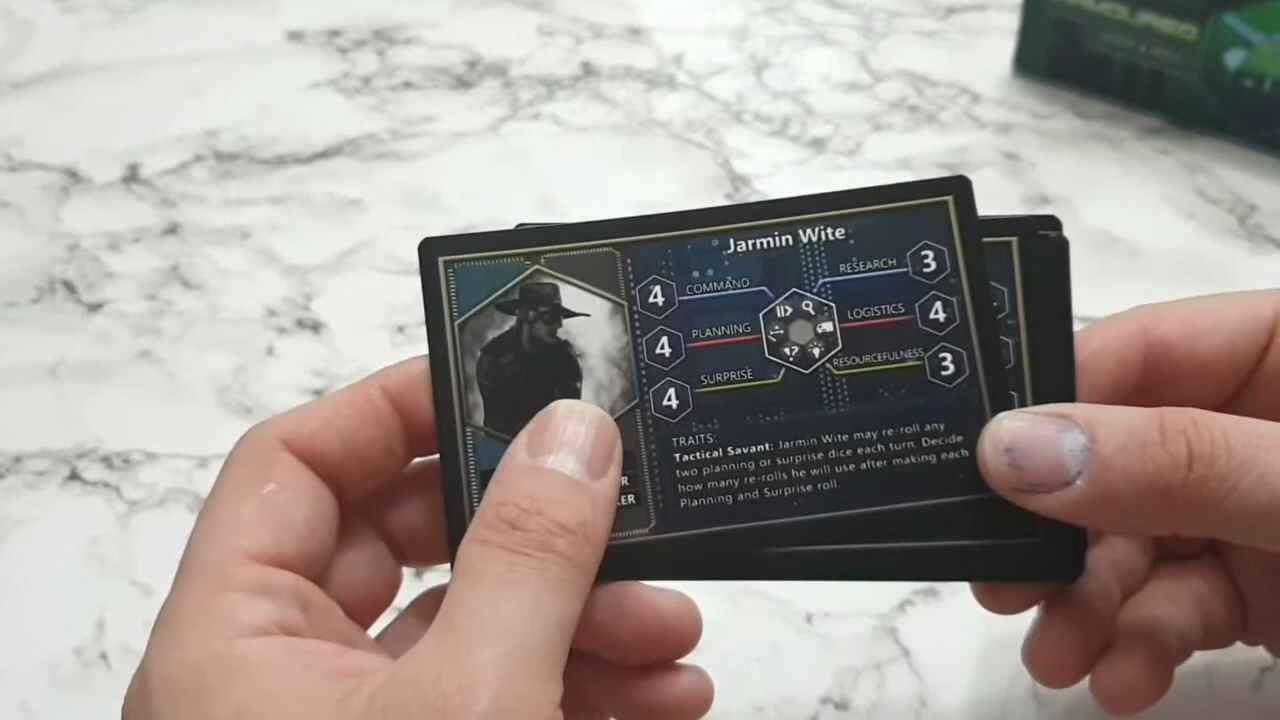 Jarmin Wite
4 COMMAND
RESEARCH 3
4 PLANNING
LOGISTICS 4
4 SURPRISE
RESOURCEFULNESS 3
TRAITS:
Tactical Savant: Jarmin Wite may re-roll any
two planning or surprise dice each turn. Decide
how many re-rolls he will use after making each
Planning and Surprise roll.